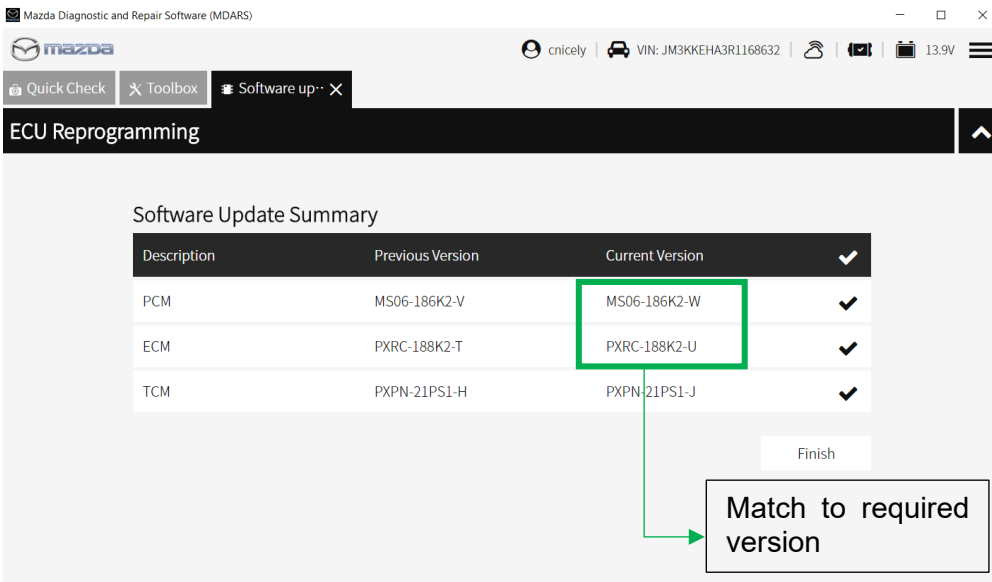 Mazda Diagnostic and Repair Software (MDARS)
mazda
cnicely | VIN: JM3KKEHA3R1168632 | 13.9V
Quick Check Toolbox Software up··
ECU Reprogramming
Software Update Summary
Description Previous Version Current Version
PCM MS06-186K2-V MS06-186K2-W
ECM PXRC-188K2-T PXRC-188K2-U
TCM PXPN-21PS1-H PXPN-21PS1-J
Finish
Match to required
version